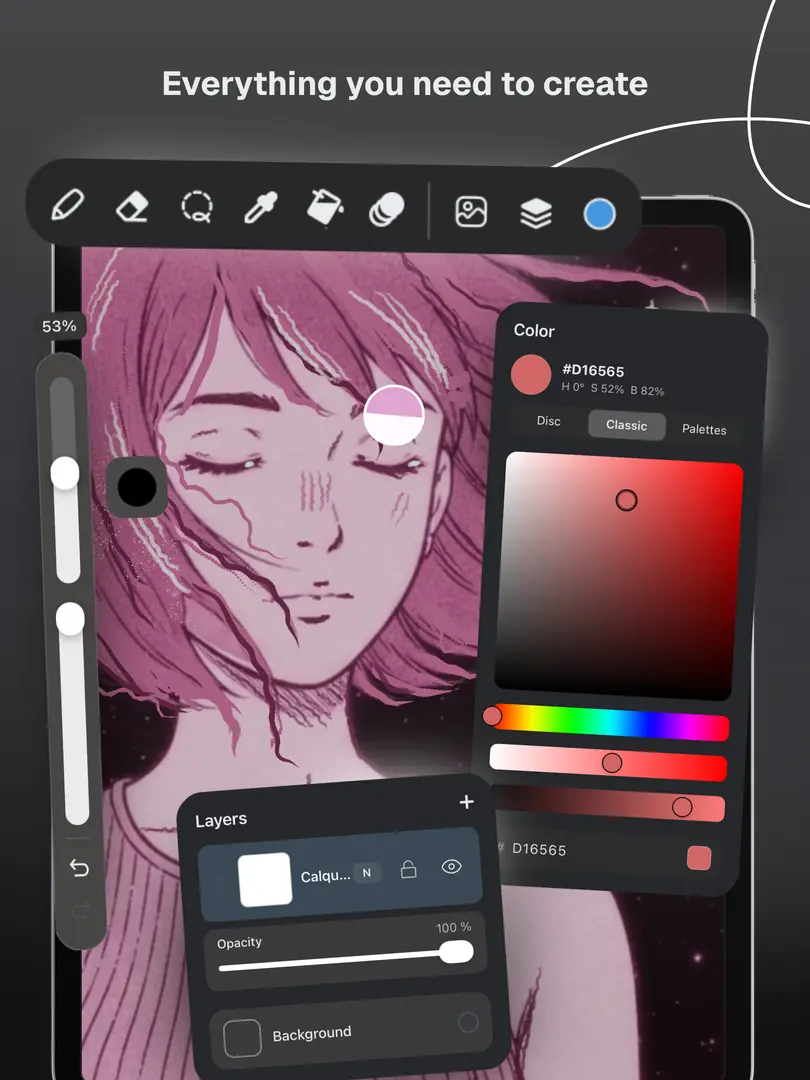 Everything you need to create
53%
Color
#D16565
H 0° S 52% B 82%
Disc
Classic
Palettes
# D16565
Layers
Calqu...
N
Opacity
100 %
Background